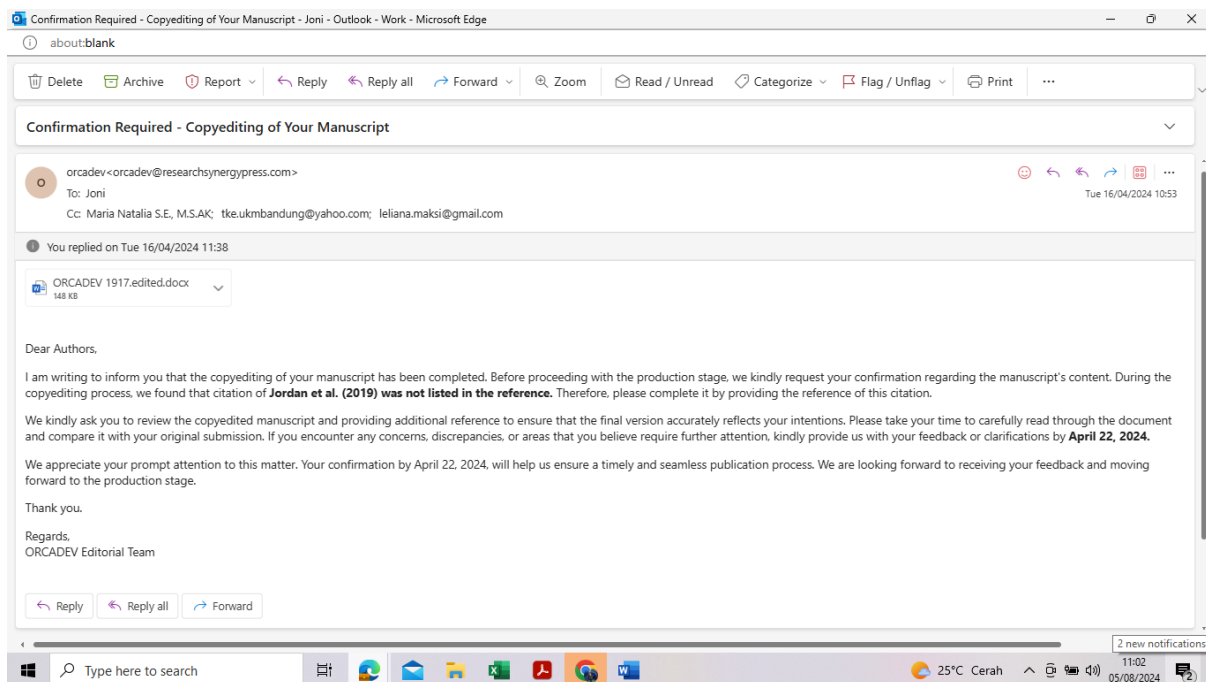 Confirmation Required - Copyediting of Your Manuscript - Joni - Outlook - Work - Microsoft Edge
about:blank
Delete Archive Report Reply Reply all Forward Zoom Read / Unread Categorize Flag / Unflag Print ...
Confirmation Required - Copyediting of Your Manuscript
O
orcadev<orcadev@researchsynergypress.com>
To: Joni
Tue 16/04/2024 10:53
Cc: Maria Natalia S.E., M.S.AK; tke.ukmbandung@yahoo.com; leliana.maksi@gmail.com
You replied on Tue 16/04/2024 11:38
ORCADEV 1917.edited.docx
148 KB
Dear Authors,
I am writing to inform you that the copyediting of your manuscript has been completed. Before proceeding with the production stage, we kindly request your confirmation regarding the manuscript's content. During the
copyediting process, we found that citation of Jordan et al. (2019) was not listed in the reference. Therefore, please complete it by providing the reference of this citation.
We kindly ask you to review the copyedited manuscript and providing additional reference to ensure that the final version accurately reflects your intentions. Please take your time to carefully read through the document
and compare it with your original submission. If you encounter any concerns, discrepancies, or areas that you believe require further attention, kindly provide us with your feedback or clarifications by April 22, 2024.
We appreciate your prompt attention to this matter. Your confirmation by April 22, 2024, will help us ensure a timely and seamless publication process. We are looking forward to receiving your feedback and moving
forward to the production stage.
Thank you.
Regards,
ORCADEV Editorial Team
Reply Reply all Forward
2 new notifications
Type here to search
25°C Cerah
11:02
05/08/2024